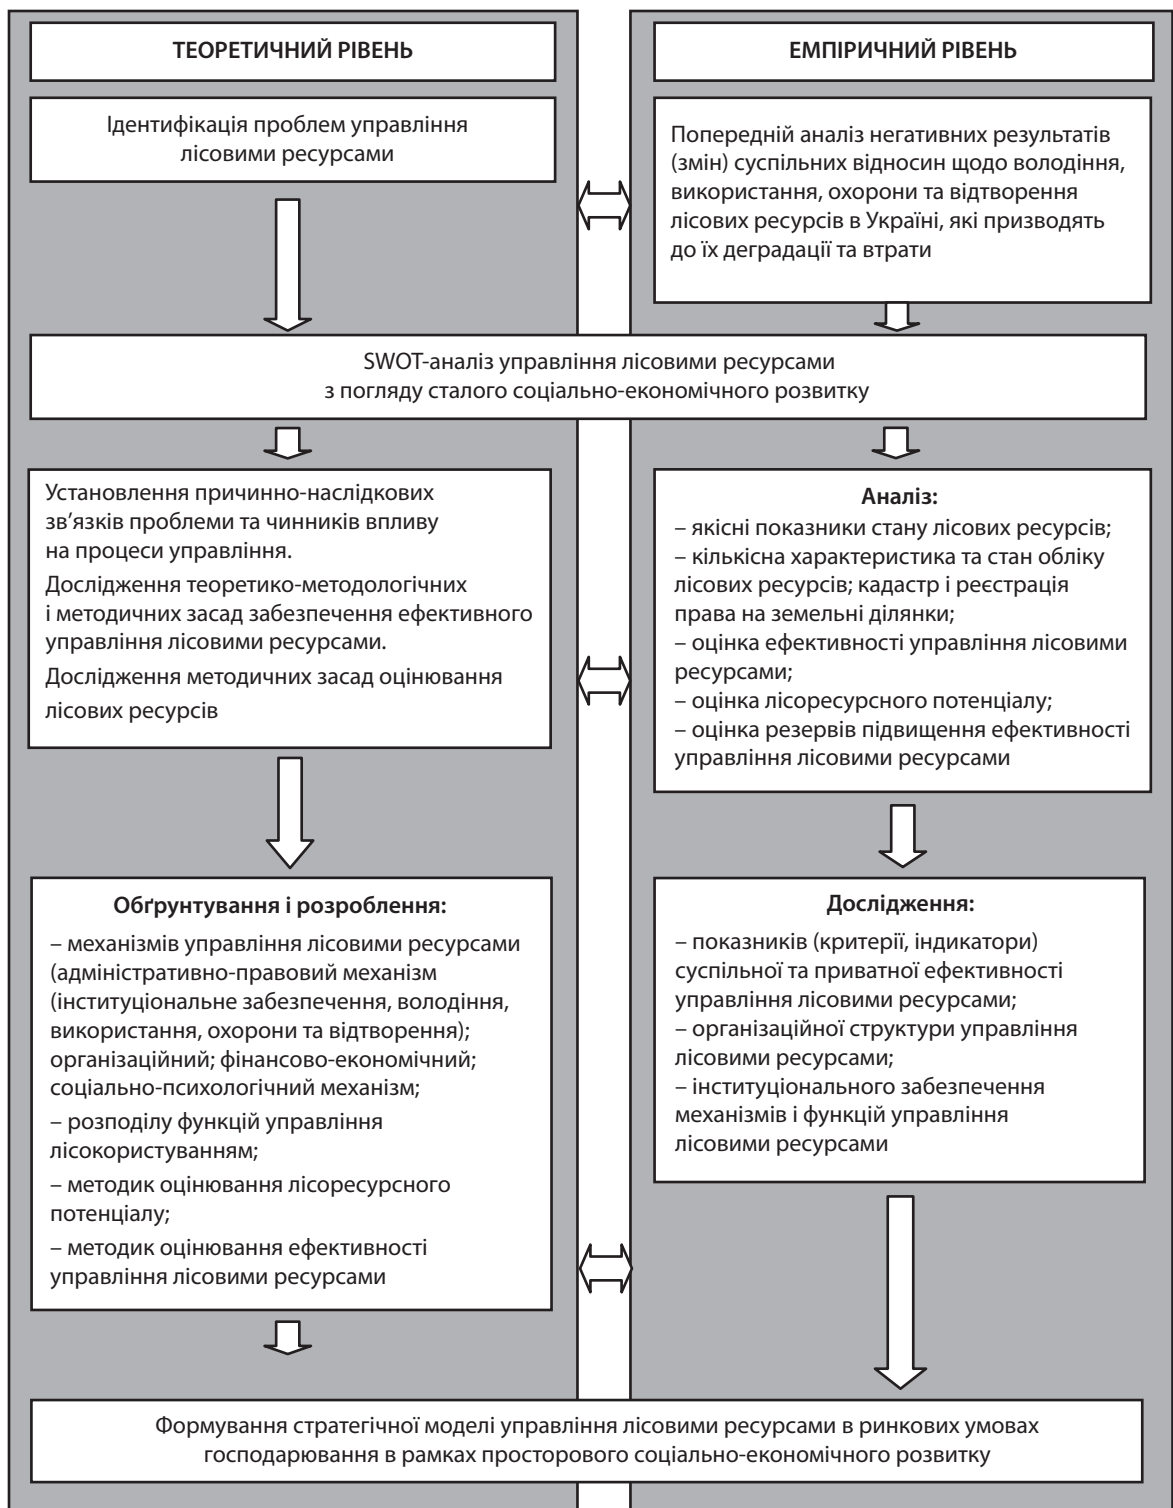 ТЕОРЕТИЧНИЙ РІВЕНЬ
ЕМПІРИЧНИЙ РІВЕНЬ
Ідентифікація проблем управління
лісовими ресурсами
Попередній аналіз негативних результатів
(змін) суспільних відносин щодо володіння,
використання, охорони та відтворення
лісових ресурсів в Україні, які призводять
до їх деградації та втрати
SWOT-аналіз управління лісовими ресурсами
з погляду сталого соціально-економічного розвитку
Установлення причинно-наслідкових
зв’язків проблеми та чинників впливу
на процеси управління.
Дослідження теоретико-методологічних
і методичних засад забезпечення ефективного
управління лісовими ресурсами.
Дослідження методичних засад оцінювання
лісових ресурсів
Аналіз:
– якісні показники стану лісових ресурсів;
– кількісна характеристика та стан обліку
лісових ресурсів; кадастр і реєстрація
права на земельні ділянки;
– оцінка ефективності управління лісовими
ресурсами;
– оцінка лісоресурсного потенціалу;
– оцінка резервів підвищення ефективності
управління лісовими ресурсами
Обґрунтування і розроблення:
– механізмів управління лісовими ресурсами
(адміністративно-правовий механізм
(інституціональне забезпечення, володіння,
використання, охорони та відтворення);
організаційний; фінансово-економічний;
соціально-психологічний механізм;
– розподілу функцій управління
лісокористуванням;
– методик оцінювання лісоресурсного
потенціалу;
– методик оцінювання ефективності
управління лісовими ресурсами
Дослідження:
– показників (критерії, індикатори)
суспільної та приватної ефективності
управління лісовими ресурсами;
– організаційної структури управління
лісовими ресурсами;
– інституціонального забезпечення
механізмів і функцій управління
лісовими ресурсами
Формування стратегічної моделі управління лісовими ресурсами в ринкових умовах
господарювання в рамках просторового соціально-економічного розвитку